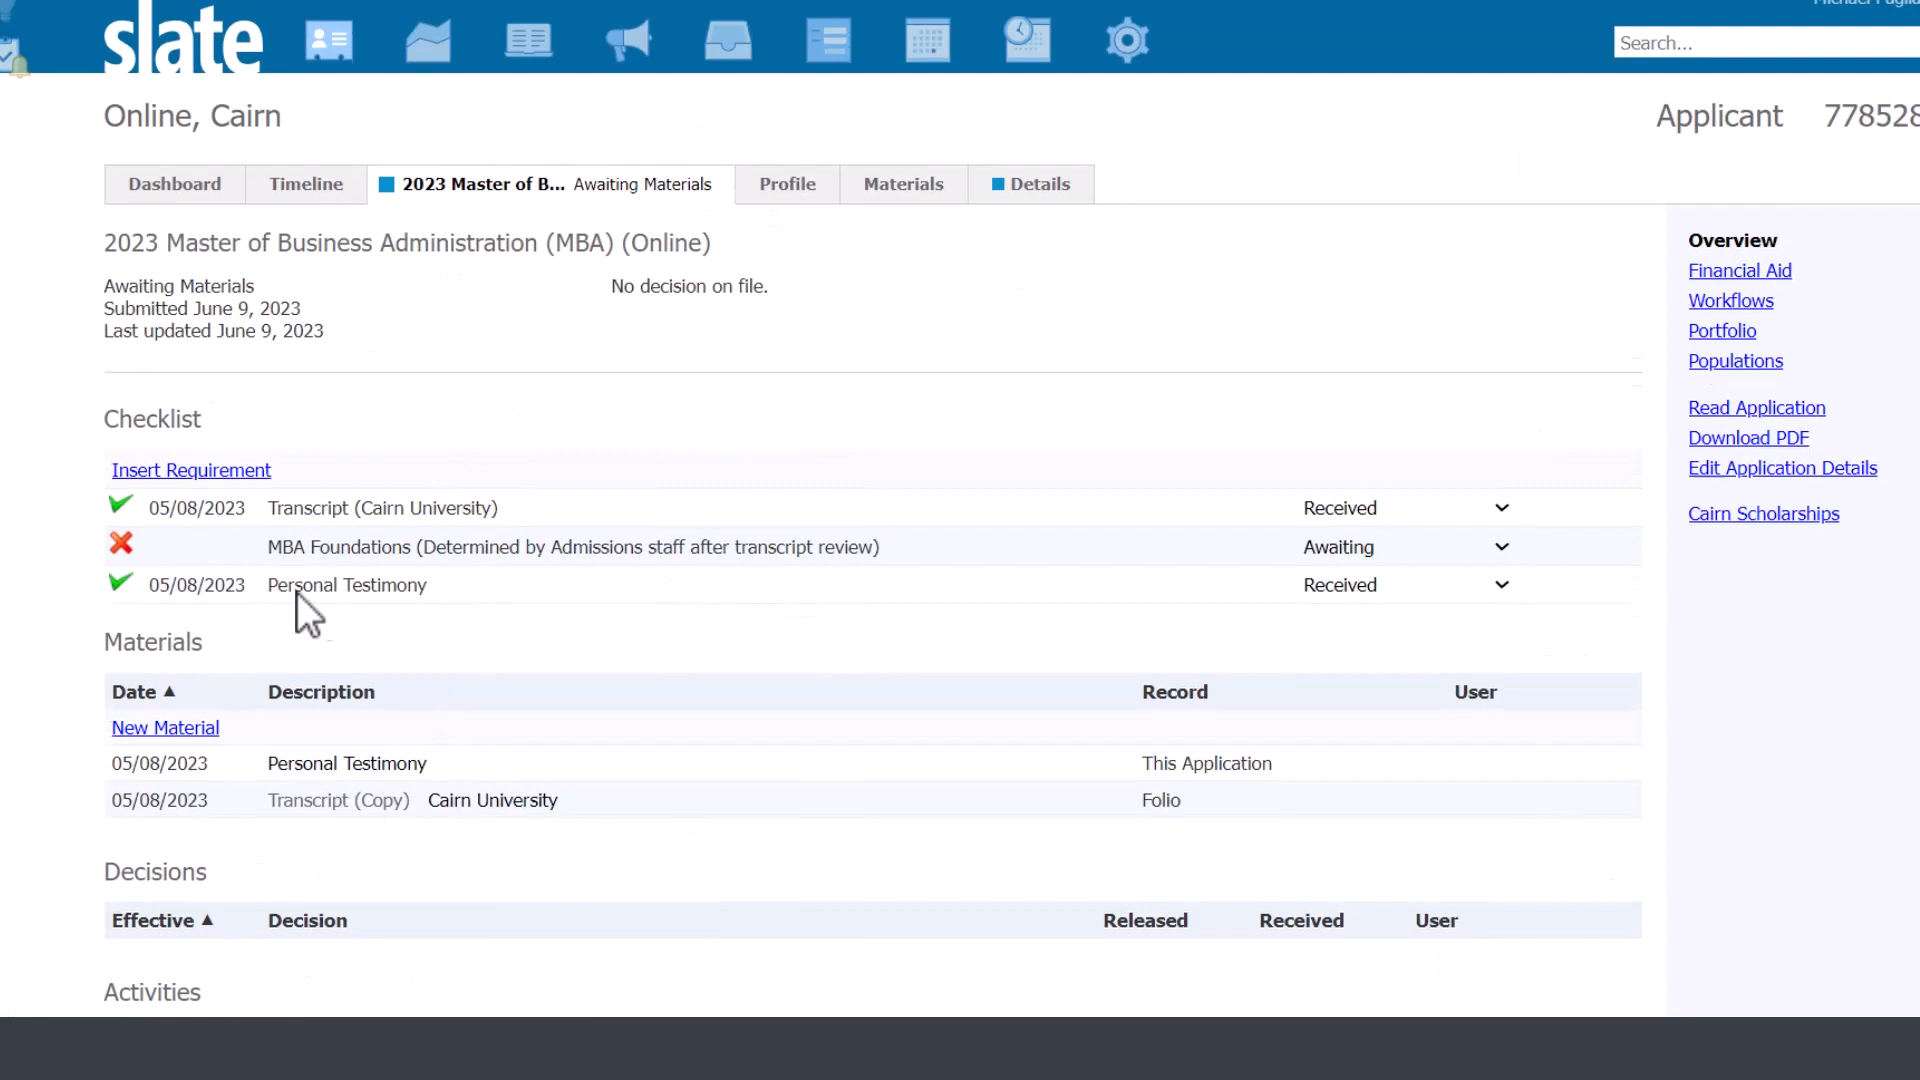 slate
Search...
Online, Cairn
Applicant 778528
Dashboard
Timeline
2023 Master of B... Awaiting Materials
Profile
Materials
Details
2023 Master of Business Administration (MBA) (Online)
Awaiting Materials
No decision on file.
Submitted June 9, 2023
Last updated June 9, 2023
Overview
Financial Aid
Workflows
Portfolio
Populations
Read Application
Download PDF
Edit Application Details
Cairn Scholarships
Checklist
Insert Requirement
05/08/2023 Transcript (Cairn University) Received
MBA Foundations (Determined by Admissions staff after transcript review) Awaiting
05/08/2023 Personal Testimony Received
Materials
Date ▲ Description Record User
New Material
05/08/2023 Personal Testimony This Application
05/08/2023 Transcript (Copy) Cairn University Folio
Decisions
Effective ▲ Decision Released Received User
Activities